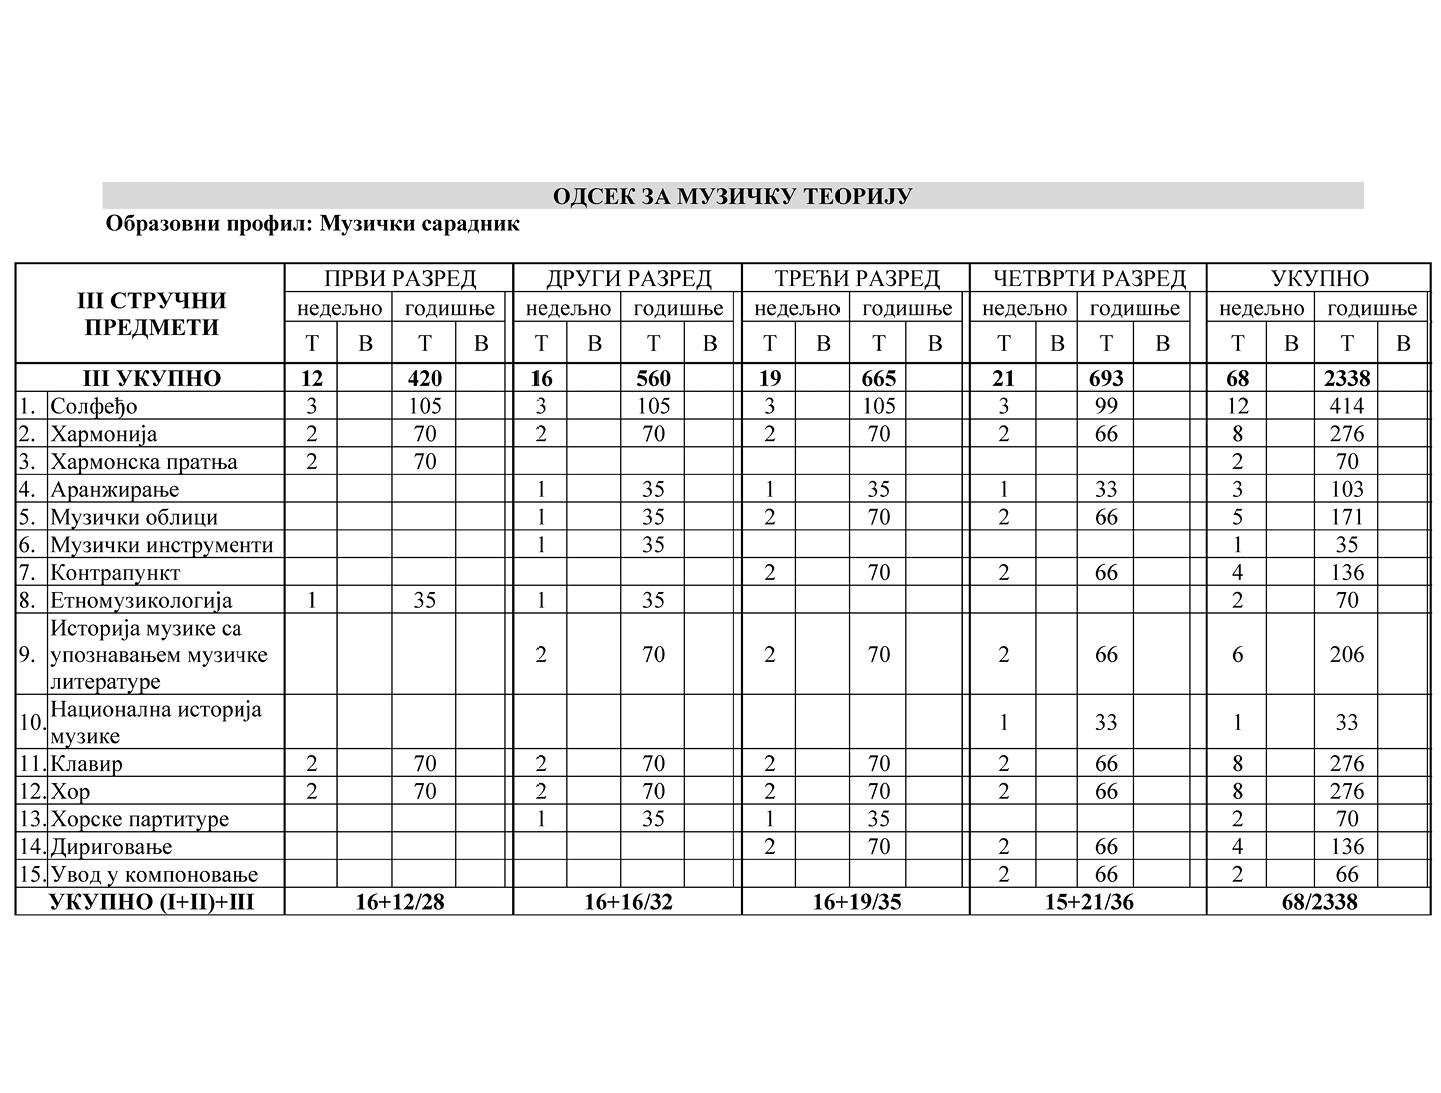 ОДСЕК ЗА МУЗИЧКУ ТЕОРИЈУ
Образовни профил: Музички сарадник
III СТРУЧНИ ПРЕДМЕТИ ПРВИ РАЗРЕД ДРУГИ РАЗРЕД ТРЕЋИ РАЗРЕД ЧЕТВРТИ РАЗРЕД УКУПНО
недељно годишње недељно годишње недељно годишње недељно годишње недељно годишње
Т В Т В Т В Т В Т В Т В Т В Т В Т В Т В
III УКУПНО 12 420 16 560 19 665 21 693 68 2338
1. Солфеђо 3 105 3 105 3 105 3 99 12 414
2. Хармонија 2 70 2 70 2 70 2 66 8 276
3. Хармонска пратња 2 70 2 70
4. Аранжирање 1 35 1 35 1 33 3 103
5. Музички облици 1 35 2 70 2 66 5 171
6. Музички инструменти 1 35 1 35
7. Контрапункт 2 70 2 66 4 136
8. Етномузикологија 1 35 1 35 2 70
9. Историја музике са
упознавањем музичке
литературе 2 70 2 70 2 66 6 206
10. Национална историја
музике 1 33 1 33
11. Клавир 2 70 2 70 2 70 2 66 8 276
12. Хор 2 70 2 70 2 70 2 66 8 276
13. Хорске партитуре 1 35 1 35 2 70
14. Дириговање 2 70 2 66 4 136
15. Увод у компоновање 2 66 2 66
УКУПНО (I+II)+III 16+12/28 16+16/32 16+19/35 15+21/36 68/2338